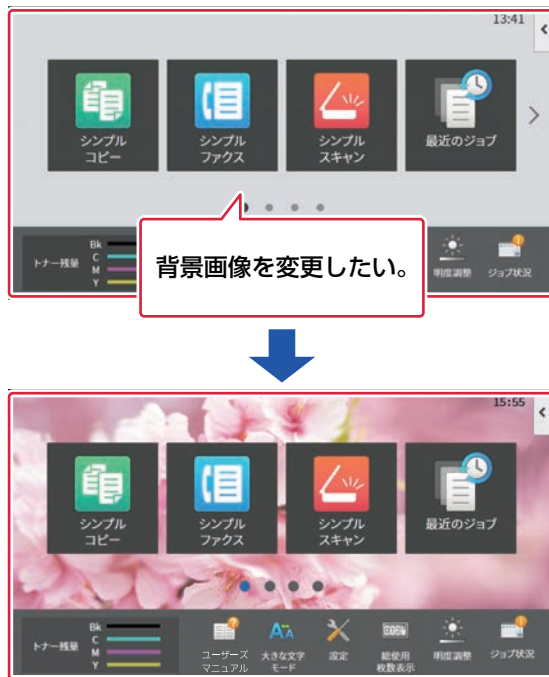 13:41
シンプル
コピー
シンプル
ファクス
シンプル
スキャン
最近のジョブ
背景画像を変更したい。
トナー残量
Bk
C
M
Y
明度調整
ジョブ状況
15:55
シンプル
コピー
シンプル
ファクス
シンプル
スキャン
最近のジョブ
トナー残量
Bk
C
M
Y
ユーザーズ
マニュアル
大きな文字
モード
設定
総使用
枚数表示
明度調整
ジョブ状況